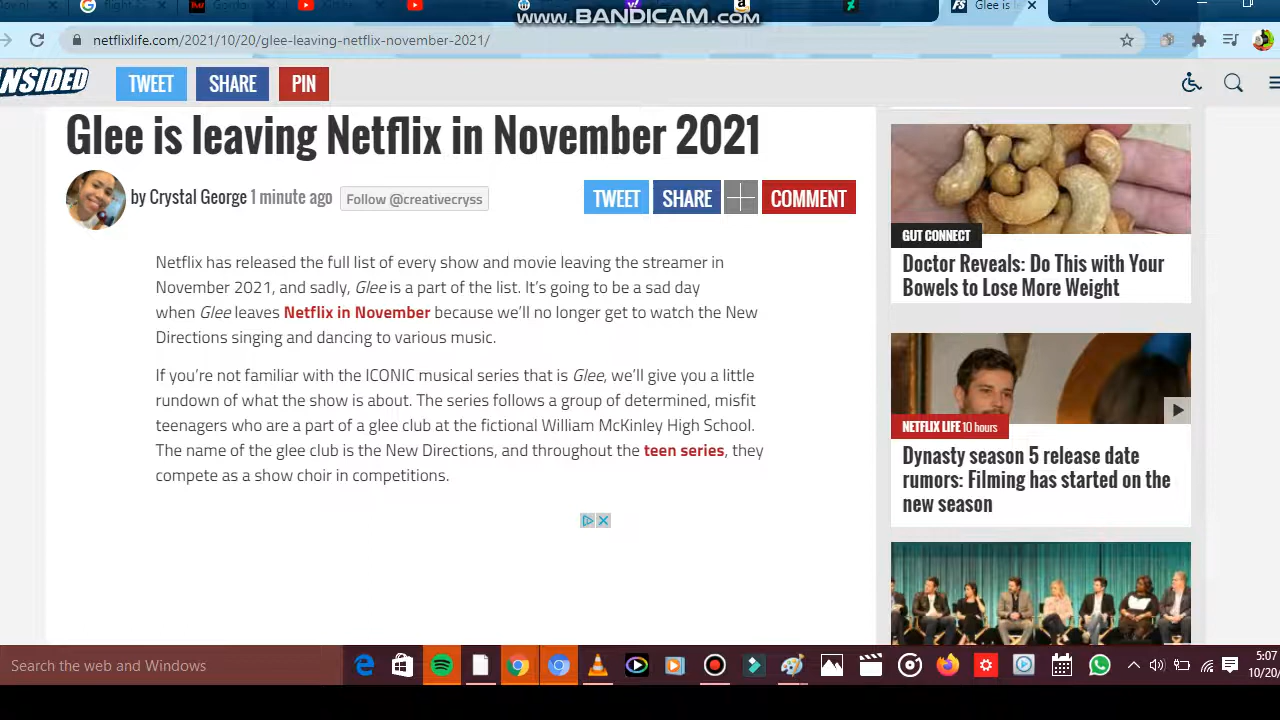 www.BANDICAM.com
flight
Glee is l
netflixlife.com/2021/10/20/glee-leaving-netflix-november-2021/
NSIDED
TWEET SHARE PIN
Glee is leaving Netflix in November 2021
by Crystal George 1 minute ago Follow @creativecryss
TWEET SHARE COMMENT
Netflix has released the full list of every show and movie leaving the streamer in
November 2021, and sadly, Glee is a part of the list. It’s going to be a sad day
when Glee leaves Netflix in November because we’ll no longer get to watch the New
Directions singing and dancing to various music.
If you’re not familiar with the ICONIC musical series that is Glee, we’ll give you a little
rundown of what the show is about. The series follows a group of determined, misfit
teenagers who are a part of a glee club at the fictional William McKinley High School.
The name of the glee club is the New Directions, and throughout the teen series, they
compete as a show choir in competitions.
GUT CONNECT
Doctor Reveals: Do This with Your
Bowels to Lose More Weight
NETFLIX LIFE 10 hours
Dynasty season 5 release date
rumors: Filming has started on the
new season
Search the web and Windows
5:07
10/20/